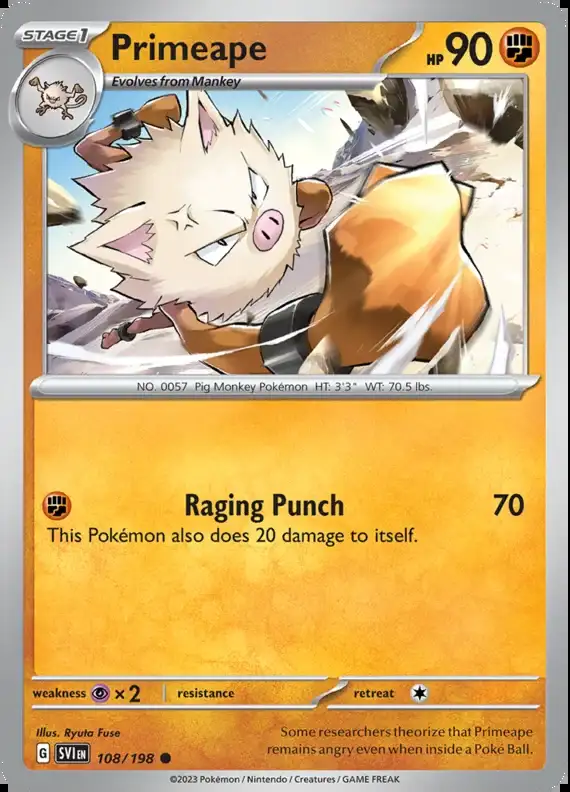 STAGE1
Primeape
HP 90
Evolves from Mankey
NO. 0057 Pig Monkey Pokémon HT: 3'3" WT: 70.5 lbs.
Raging Punch 70
This Pokémon also does 20 damage to itself.
weakness ×2 resistance retreat
Illus. Ryuta Fuse
Some researchers theorize that Primeape
remains angry even when inside a Poké Ball.
G SVI EN 108/198
©2023 Pokémon / Nintendo / Creatures / GAME FREAK